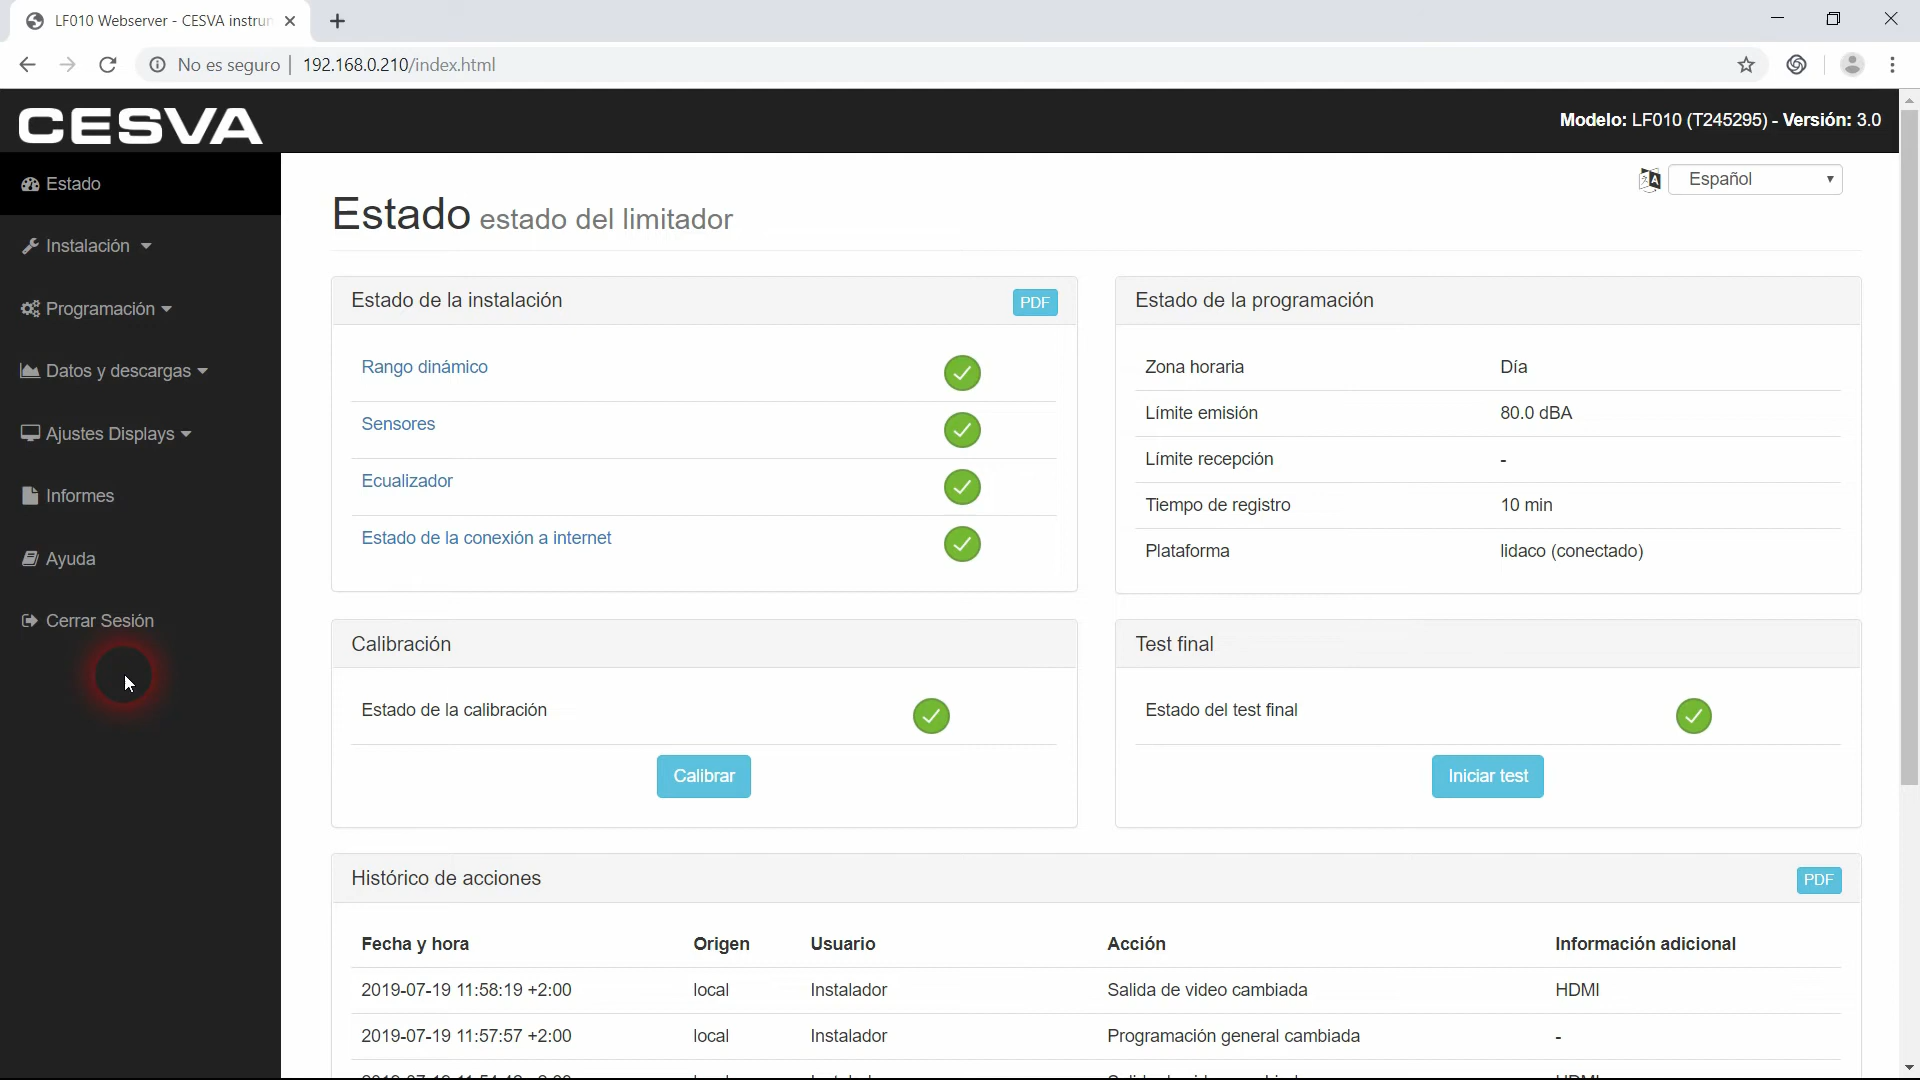 LF010 Webserver - CESVA instru
No es seguro | 192.168.0.210/index.html
CESVA
Modelo: LF010 (T245295) - Versión: 3.0
Estado
Instalación
Programación
Datos y descargas
Ajustes Displays
Informes
Ayuda
Cerrar Sesión
Español
Estado estado del limitador
Estado de la instalación PDF
Rango dinámico
Sensores
Ecualizador
Estado de la conexión a internet
Estado de la programación
Zona horaria Día
Límite emisión 80.0 dBA
Límite recepción -
Tiempo de registro 10 min
Plataforma lidaco (conectado)
Calibración
Estado de la calibración
Calibrar
Test final
Estado del test final
Iniciar test
Histórico de acciones PDF
Fecha y hora Origen Usuario Acción Información adicional
2019-07-19 11:58:19 +2:00 local Instalador Salida de video cambiada HDMI
2019-07-19 11:57:57 +2:00 local Instalador Programación general cambiada -